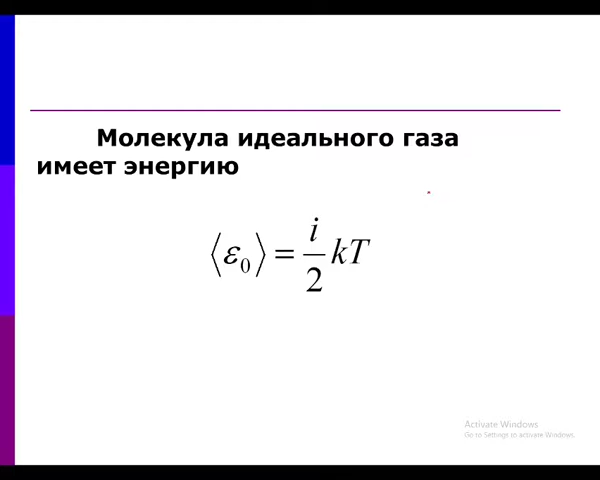 Молекула идеального газа
имеет энергию
⟨ε₀⟩ = i/2 kT
Activate Windows
Go to Settings to activate Windows.